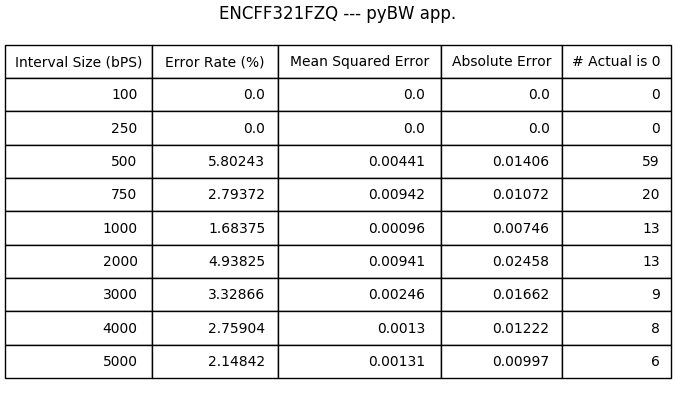 ENCFF321FZQ --- pyBW app.
Interval Size (bPS) Error Rate (%) Mean Squared Error Absolute Error # Actual is 0
100 0.0 0.0 0.0 0
250 0.0 0.0 0.0 0
500 5.80243 0.00441 0.01406 59
750 2.79372 0.00942 0.01072 20
1000 1.68375 0.00096 0.00746 13
2000 4.93825 0.00941 0.02458 13
3000 3.32866 0.00246 0.01662 9
4000 2.75904 0.0013 0.01222 8
5000 2.14842 0.00131 0.00997 6